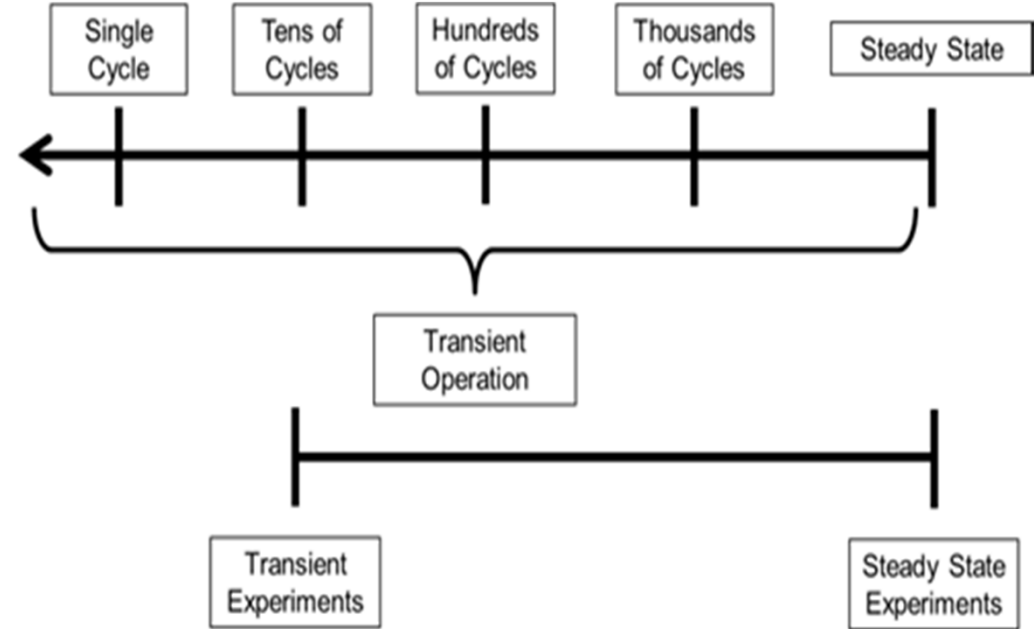 Single
Cycle
Tens of
Cycles
Hundreds
of Cycles
Thousands
of Cycles
Steady State
Transient
Operation
Transient
Experiments
Steady State
Experiments